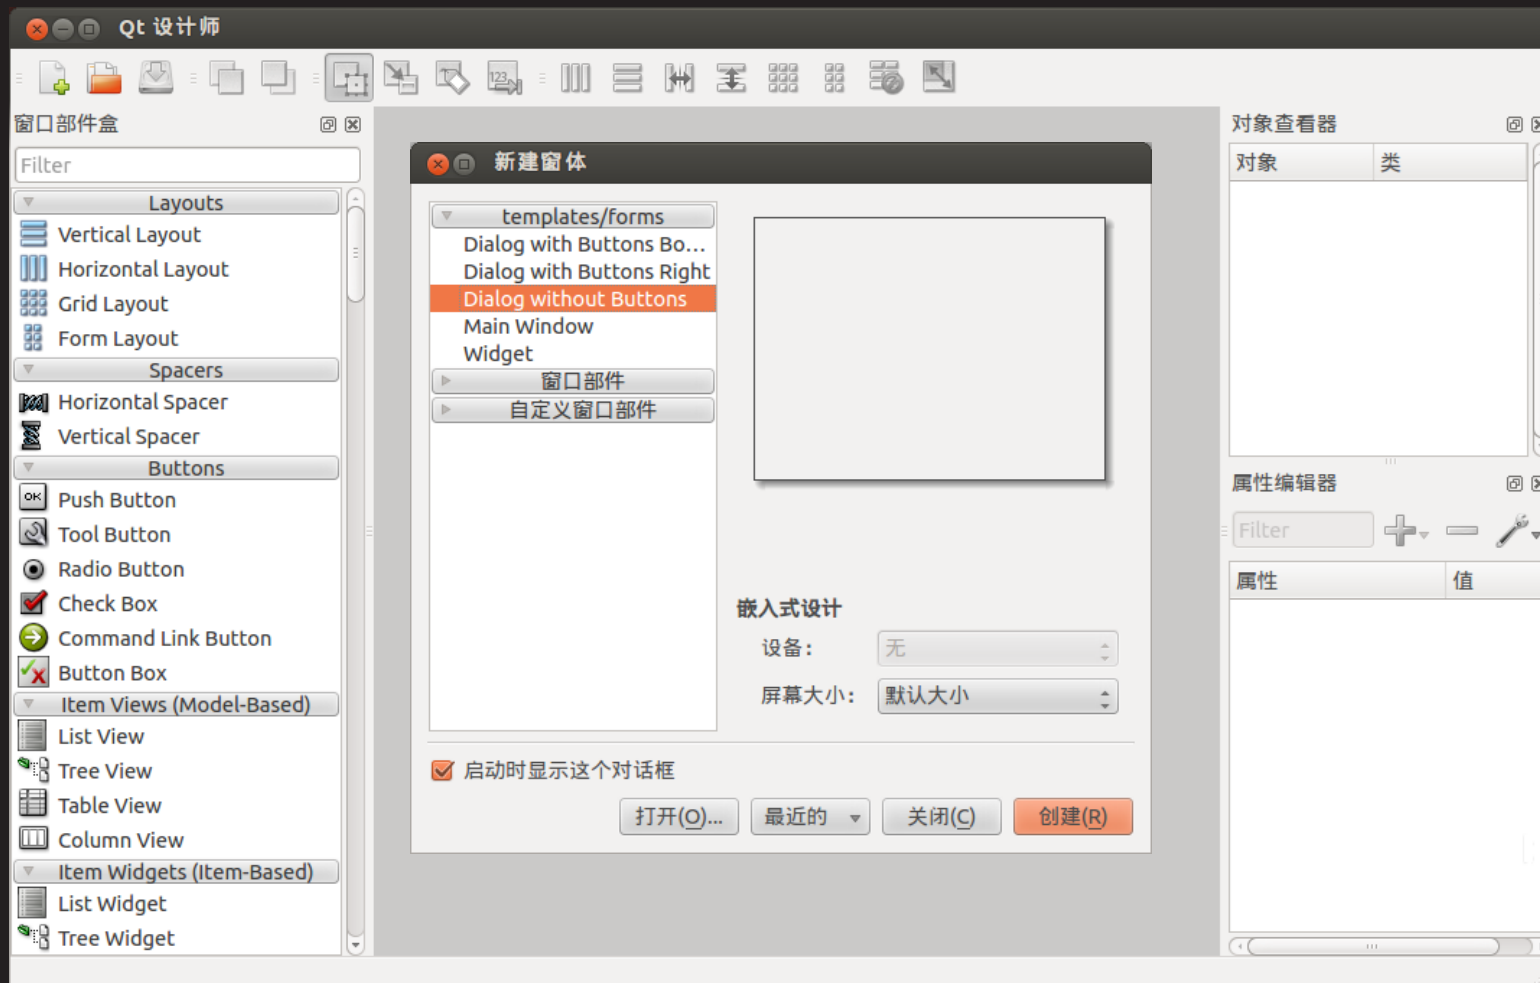 Qt 设计师
窗口部件盒
Filter
Layouts
Vertical Layout
Horizontal Layout
Grid Layout
Form Layout
Spacers
Horizontal Spacer
Vertical Spacer
Buttons
OK
Push Button
Tool Button
Radio Button
Check Box
Command Link Button
Button Box
Item Views (Model-Based)
List View
Tree View
Table View
Column View
Item Widgets (Item-Based)
List Widget
Tree Widget
123
新建窗体
templates/forms
Dialog with Buttons Bo...
Dialog with Buttons Right
Dialog without Buttons
Main Window
Widget
窗口部件
自定义窗口部件
嵌入式设计
设备: 无
屏幕大小: 默认大小
启动时显示这个对话框
打开(O)... 最近的 关闭(C) 创建(R)
对象查看器
对象 类
属性编辑器
Filter
属性 值